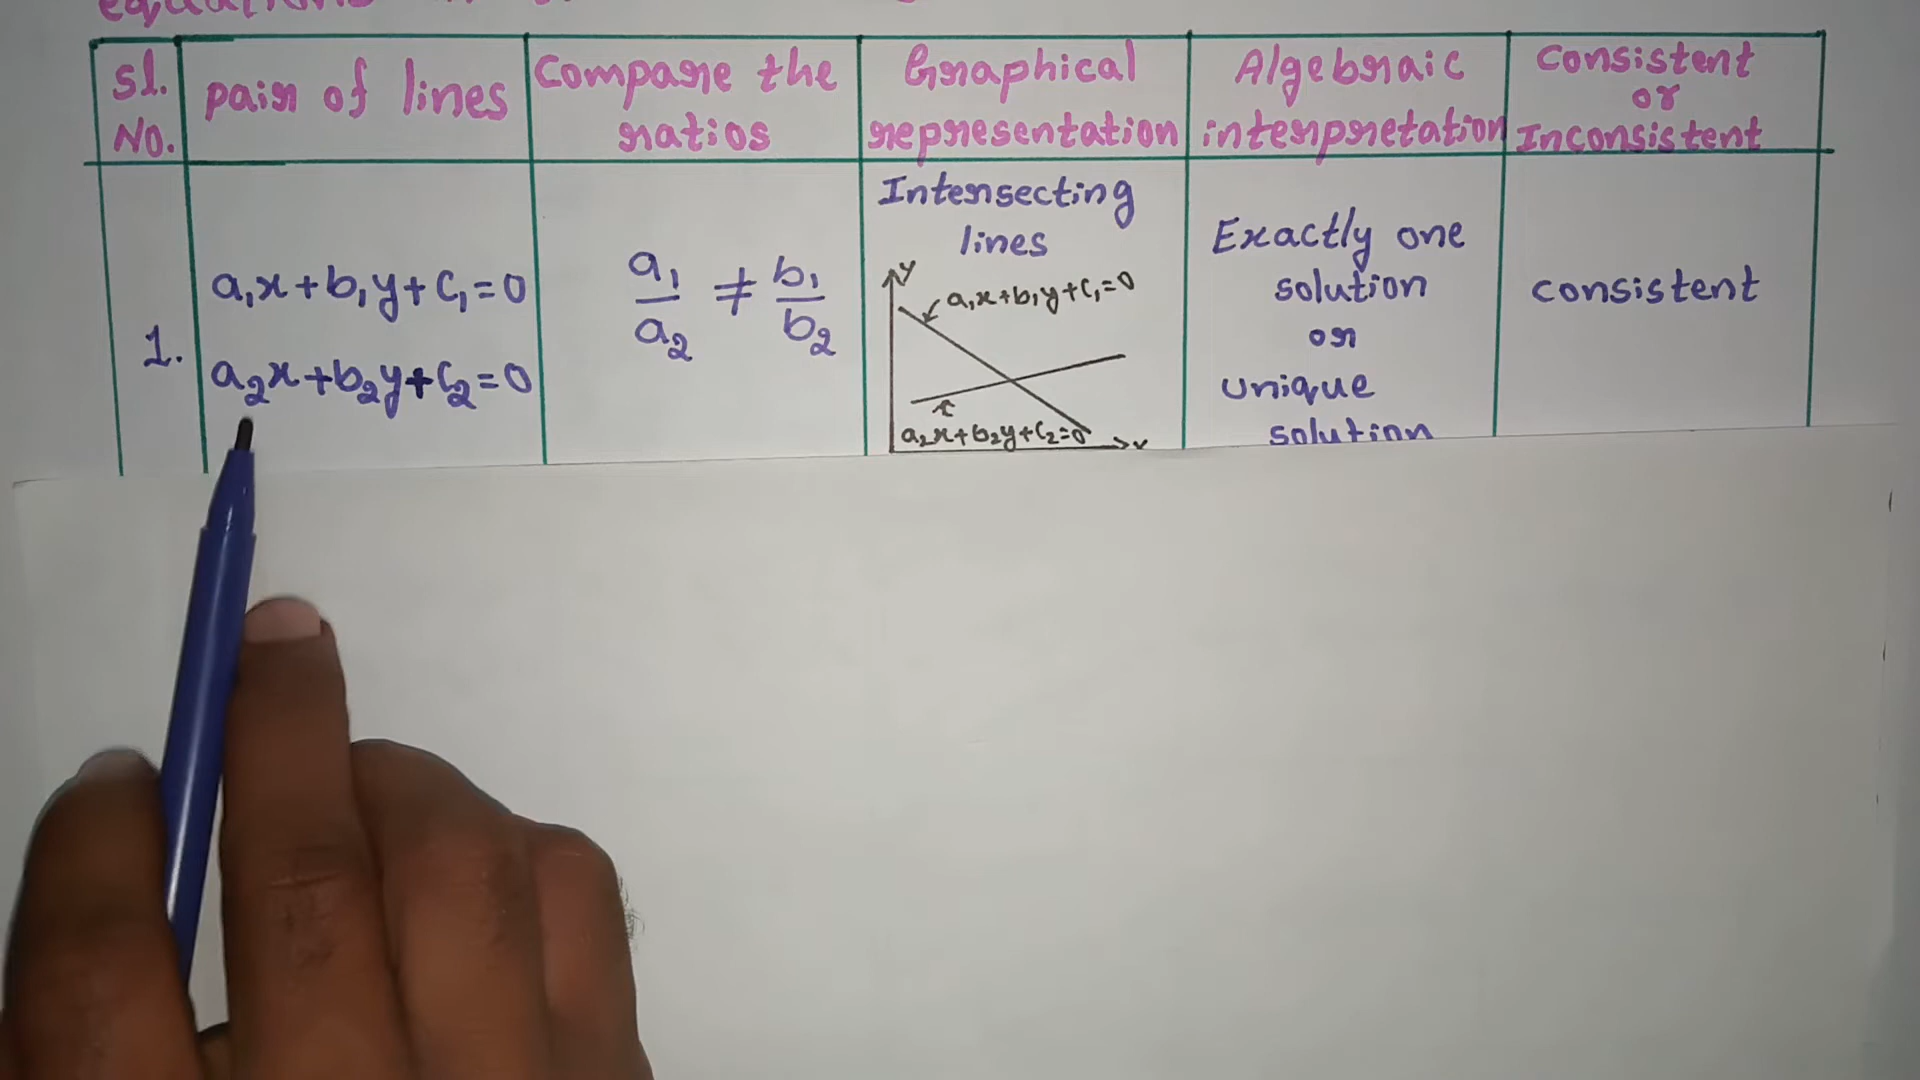 equations
Sl. No.
pair of lines
Compare the ratios
Graphical representation
Algebraic interpretation
Consistent or Inconsistent
1.
a₁x+b₁y+c₁=0
a₂x+b₂y+c₂=0
a₁/a₂ ≠ b₁/b₂
Intersecting lines
Y
a₁x+b₁y+c₁=0
a₂x+b₂y+c₂=0
x
Exactly one
solution
or
unique
solution
consistent